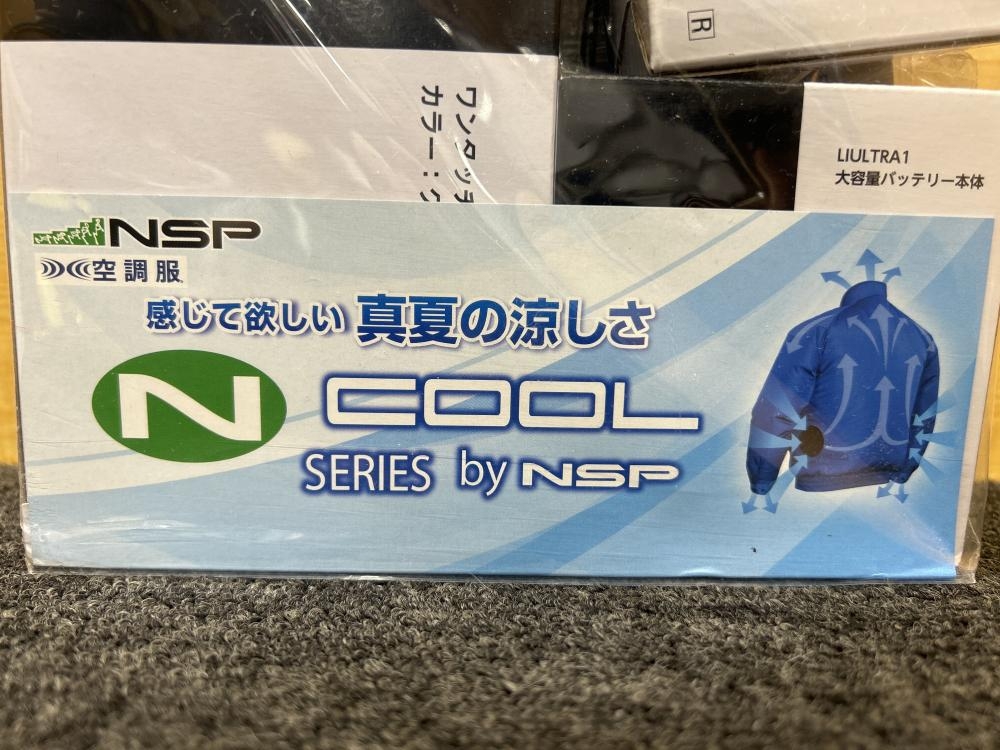 R
ワンタッチ
カラー:
LIULTRA1
大容量バッテリー本体
NSP
空調服
感じて欲しい 真夏の涼しさ
N COOL
SERIES by NSP